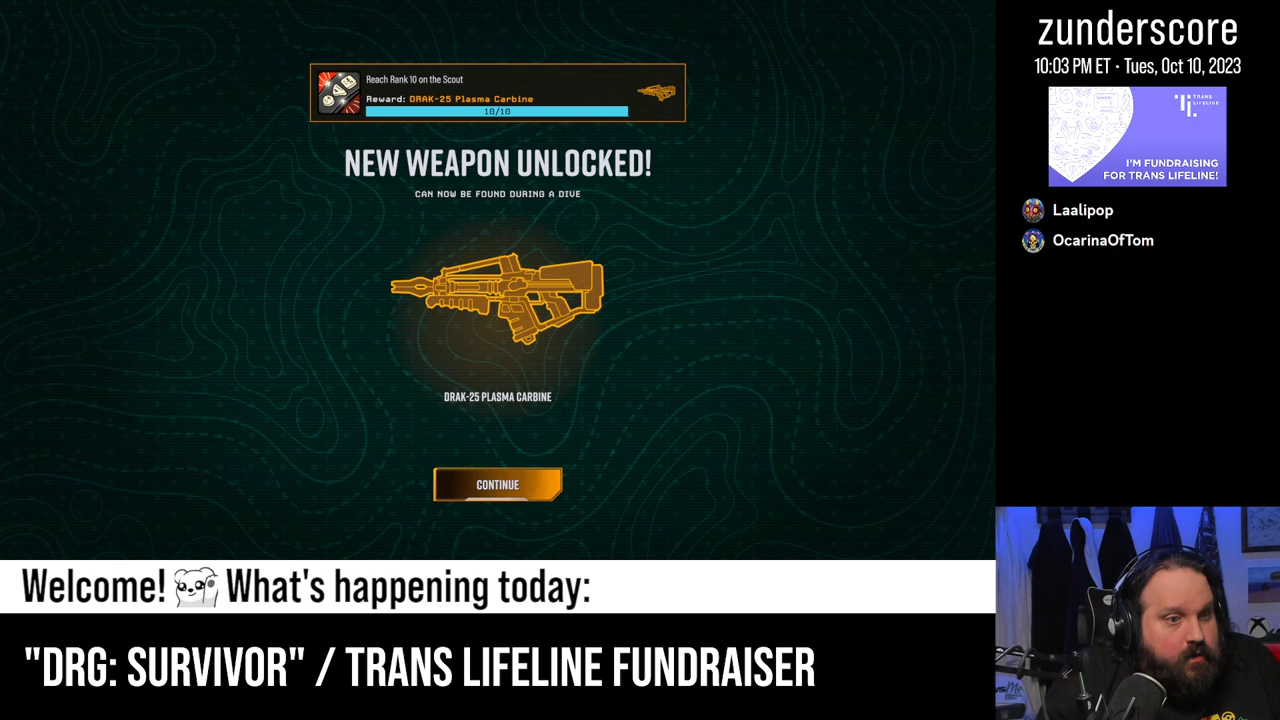 Reach Rank 10 on the Scout
Reward: DRAK-25 Plasma Carbine
10/10
NEW WEAPON UNLOCKED!
CAN NOW BE FOUND DURING A DIVE
DRAK-25 PLASMA CARBINE
CONTINUE
zunderscore
10:03 PM ET · Tues, Oct 10, 2023
TRANS
LIFELINE
I'M FUNDRAISING
FOR TRANS LIFELINE!
Laalipop
OcarinaOfTom
Welcome! What's happening today:
"DRG: SURVIVOR" / TRANS LIFELINE FUNDRAISER